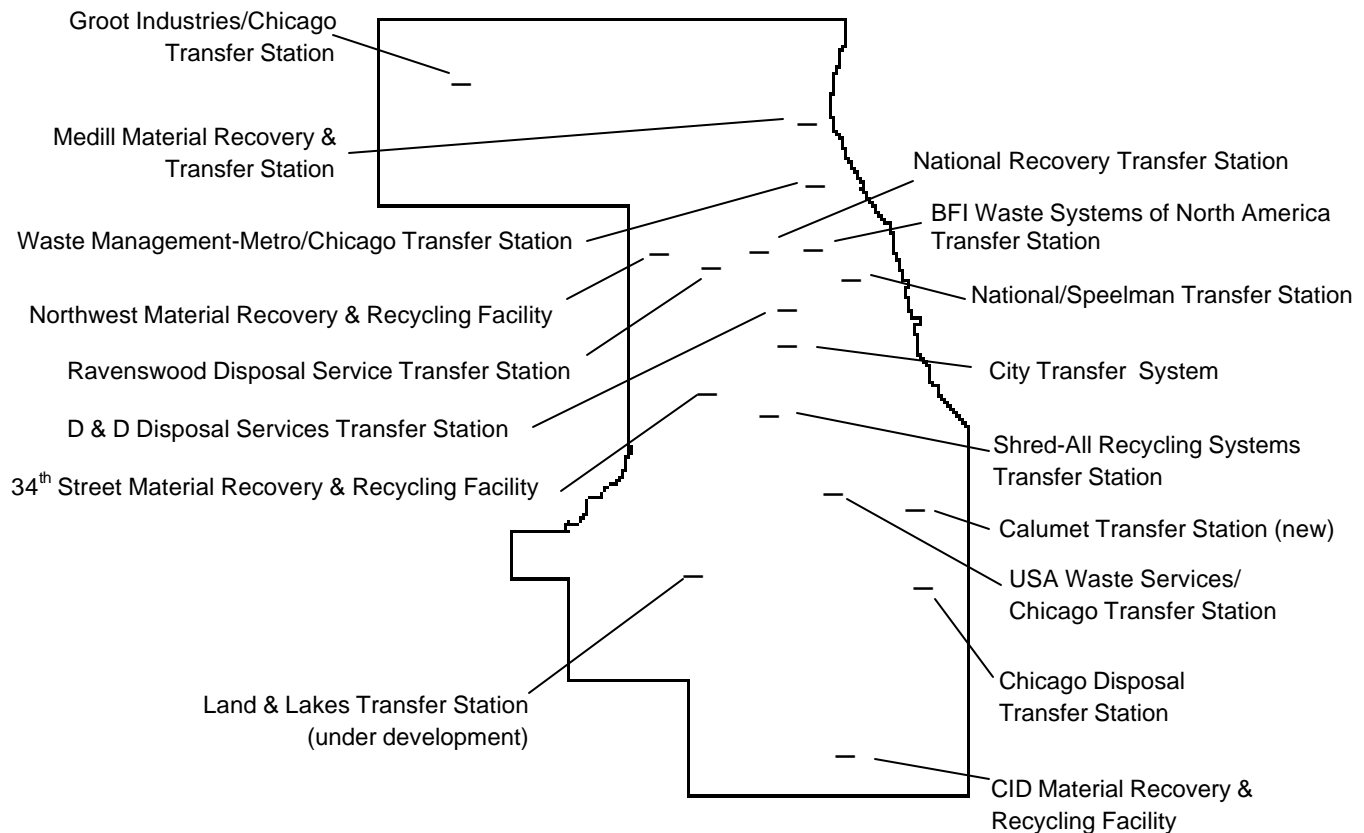 Groot Industries/Chicago
Transfer Station
Medill Material Recovery &
Transfer Station
Waste Management-Metro/Chicago Transfer Station
Northwest Material Recovery & Recycling Facility
Ravenswood Disposal Service Transfer Station
D & D Disposal Services Transfer Station
34th Street Material Recovery & Recycling Facility
Land & Lakes Transfer Station
(under development)
National Recovery Transfer Station
BFI Waste Systems of North America
Transfer Station
National/Speelman Transfer Station
City Transfer System
Shred-All Recycling Systems
Transfer Station
Calumet Transfer Station (new)
USA Waste Services/
Chicago Transfer Station
Chicago Disposal
Transfer Station
CID Material Recovery &
Recycling Facility